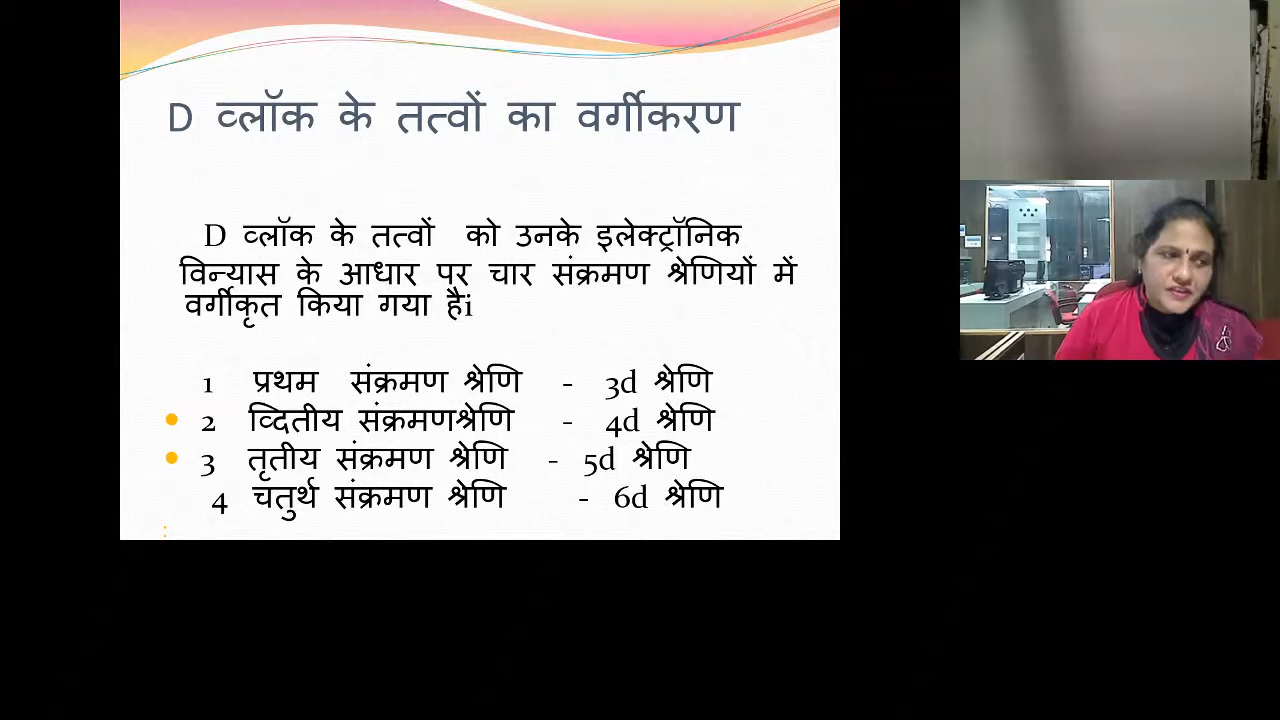 D व्लॉक के तत्वों का वर्गीकरण
D व्लॉक के तत्वों को उनके इलेक्ट्रॉनिक
विन्यास के आधार पर चार संक्रमण श्रेणियों में
वर्गीकृत किया गया हैi
1 प्रथम संक्रमण श्रेणि - 3d श्रेणि
• 2 व्दितीय संक्रमणश्रेणि - 4d श्रेणि
• 3 तृतीय संक्रमण श्रेणि - 5d श्रेणि
4 चतुर्थ संक्रमण श्रेणि - 6d श्रेणि